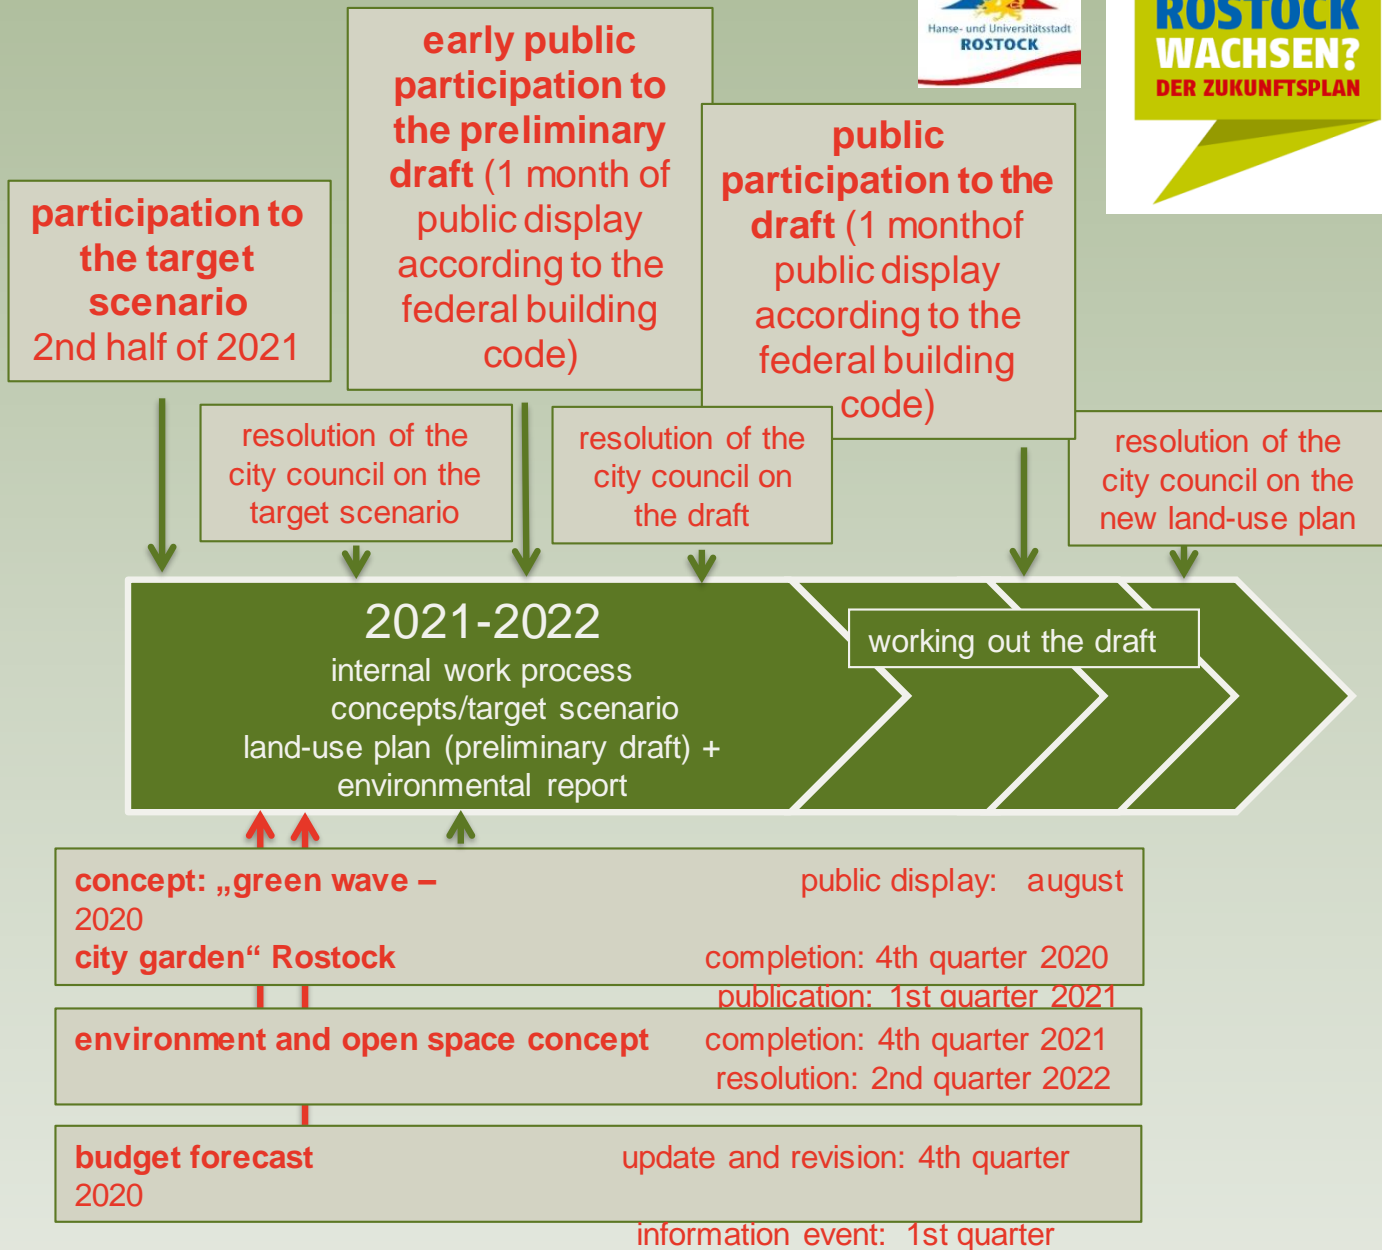 Hanse- und Universitätsstadt
ROSTOCK
ROSTOCK
WACHSEN?
DER ZUKUNFTSPLAN
participation to
the target
scenario
2nd half of 2021
early public
participation to
the preliminary
draft (1 month of
public display
according to the
federal building
code)
public
participation to the
draft (1 monthof
public display
according to the
federal building
code)
resolution of the
city council on the
target scenario
resolution of the
city council on
the draft
resolution of the
city council on the
new land-use plan
2021-2022
internal work process
concepts/target scenario
land-use plan (preliminary draft) +
environmental report
working out the draft
concept: „green wave – public display: august
2020
city garden“ Rostock completion: 4th quarter 2020
publication: 1st quarter 2021
environment and open space concept completion: 4th quarter 2021
resolution: 2nd quarter 2022
budget forecast update and revision: 4th quarter
2020
information event: 1st quarter